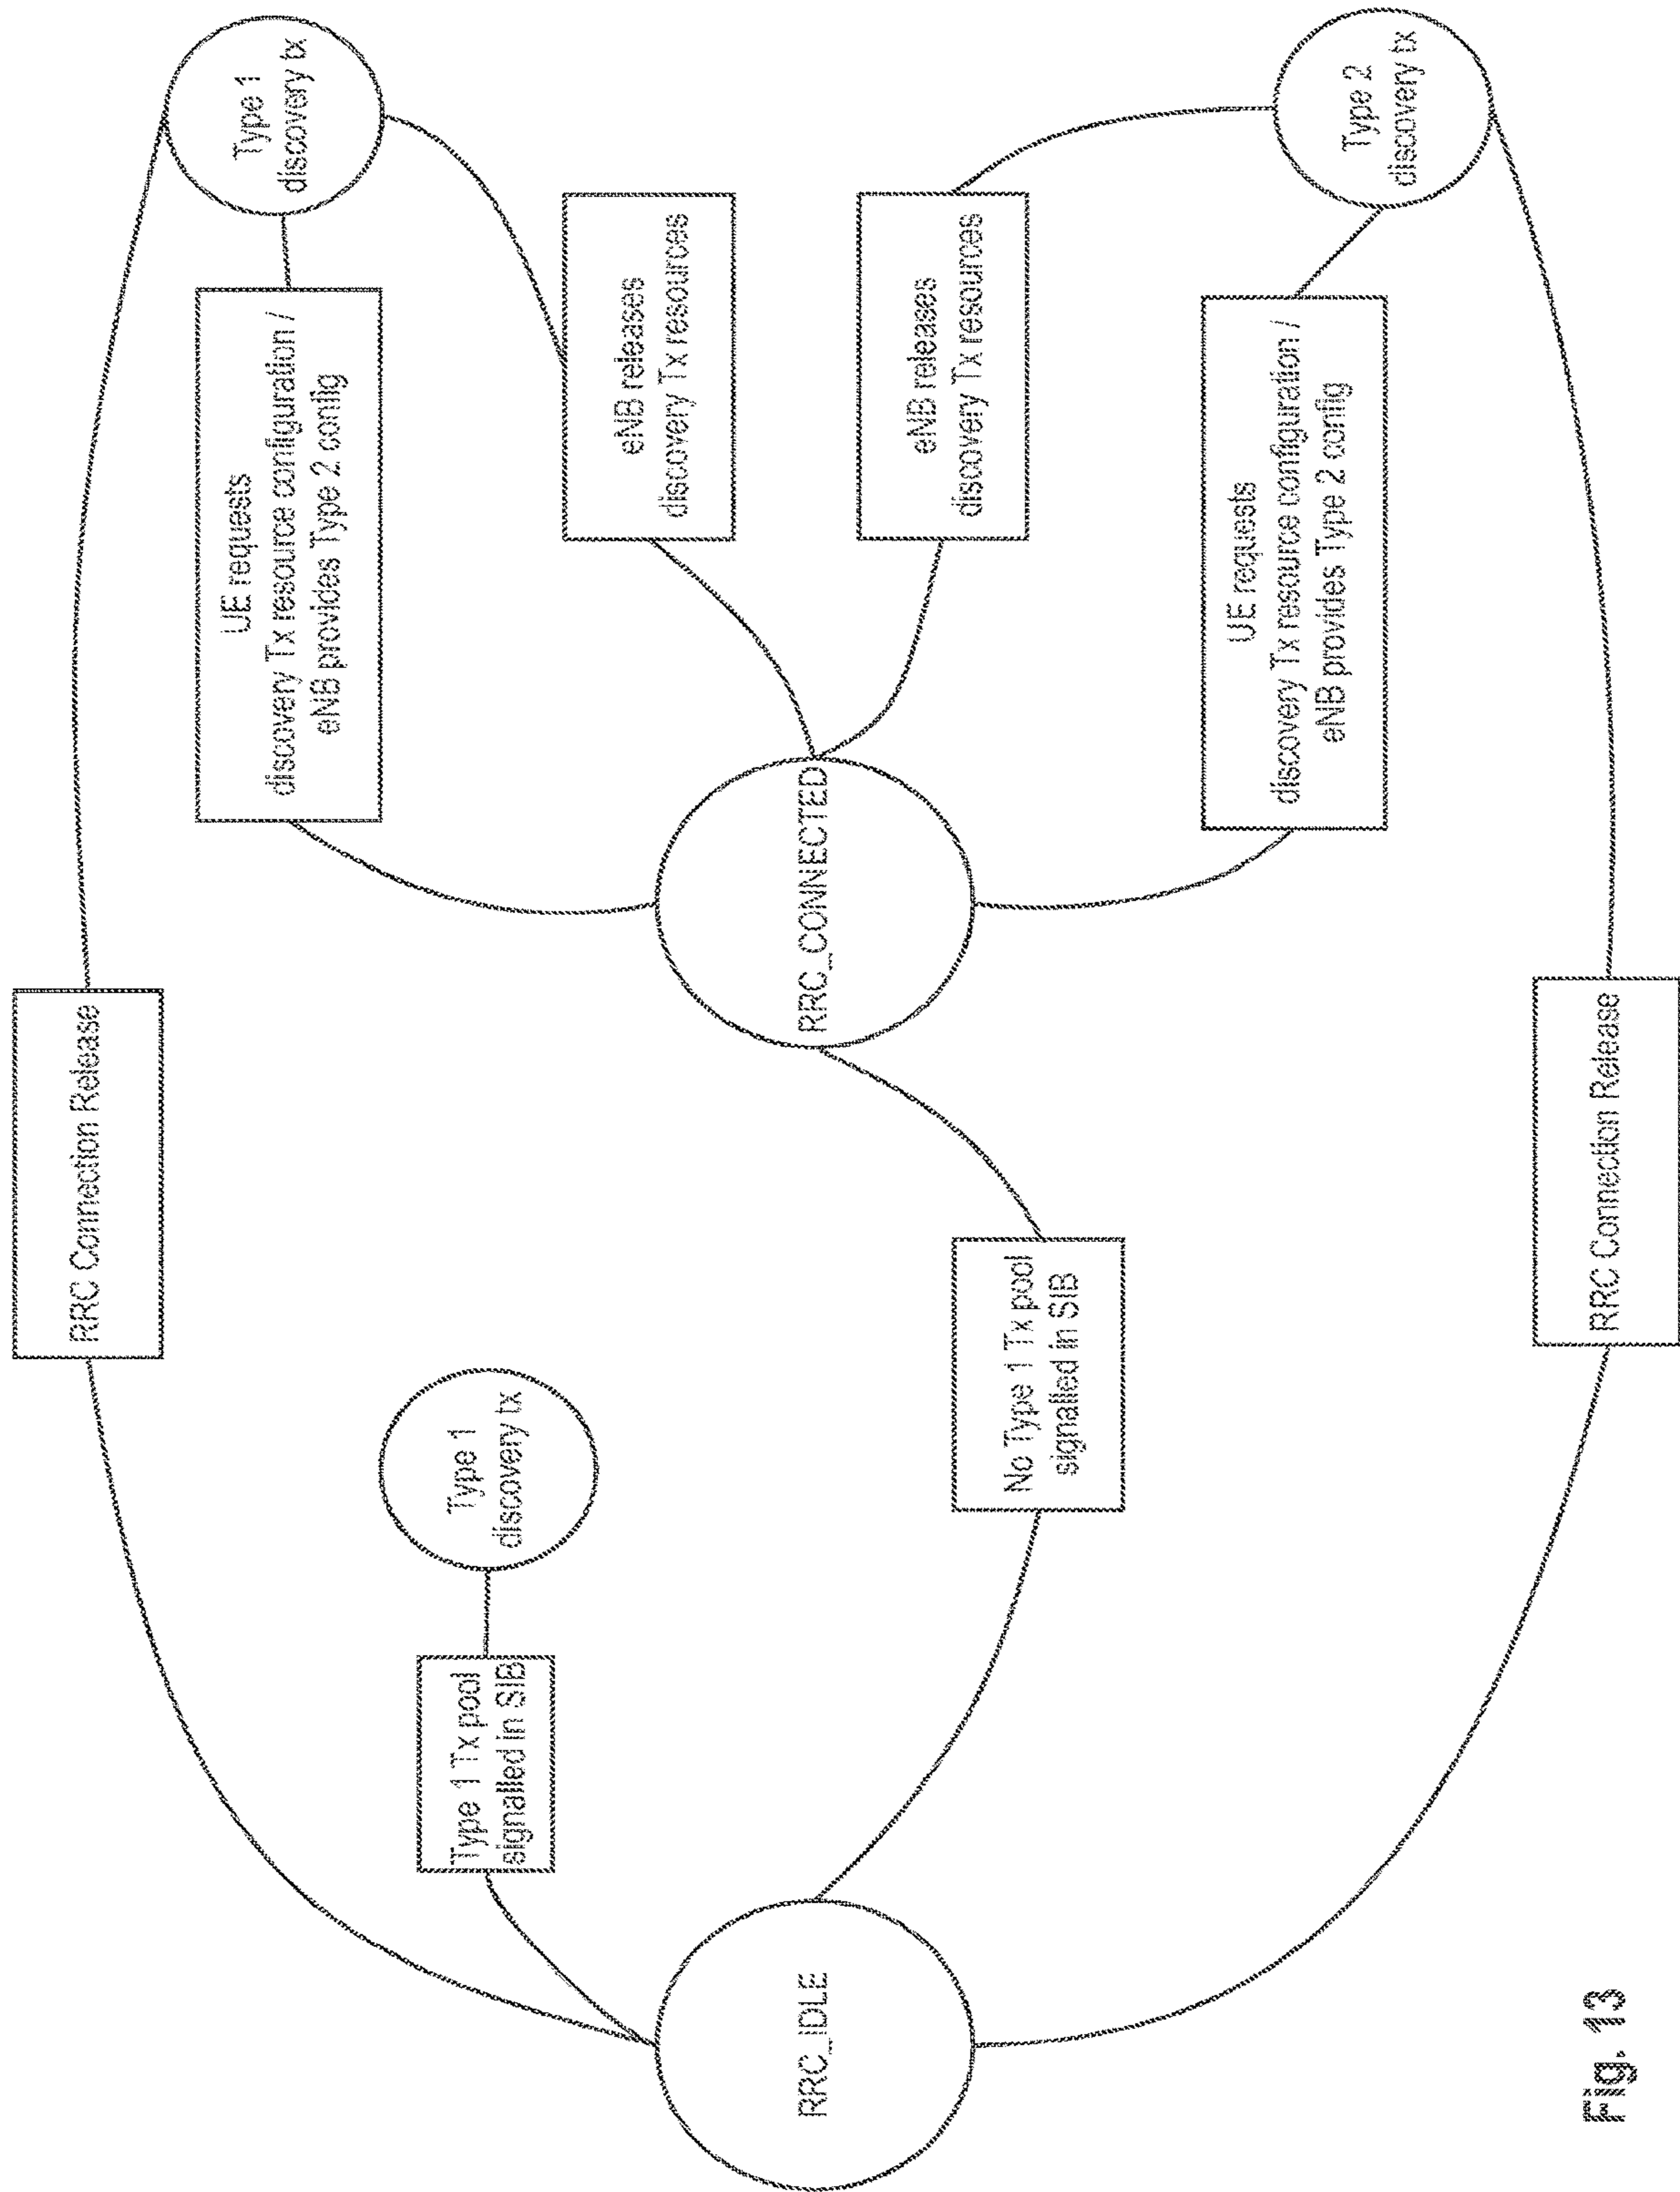 RRC Connection Release
Type 1
discovery tx
UE requests
discovery Tx resource configuration /
eNB provides Type 2 config
Type 1 Tx pool
signalled in SIB
Type 1
discovery tx
eNB releases
discovery Tx resources
RRC_IDLE
RRC_CONNECTED
eNB releases
discovery Tx resources
No Type 1 Tx pool
signalled in SIB
UE requests
discovery Tx resource configuration /
eNB provides Type 2 config
Type 2
discovery tx
RRC Connection Release
Fig. 13